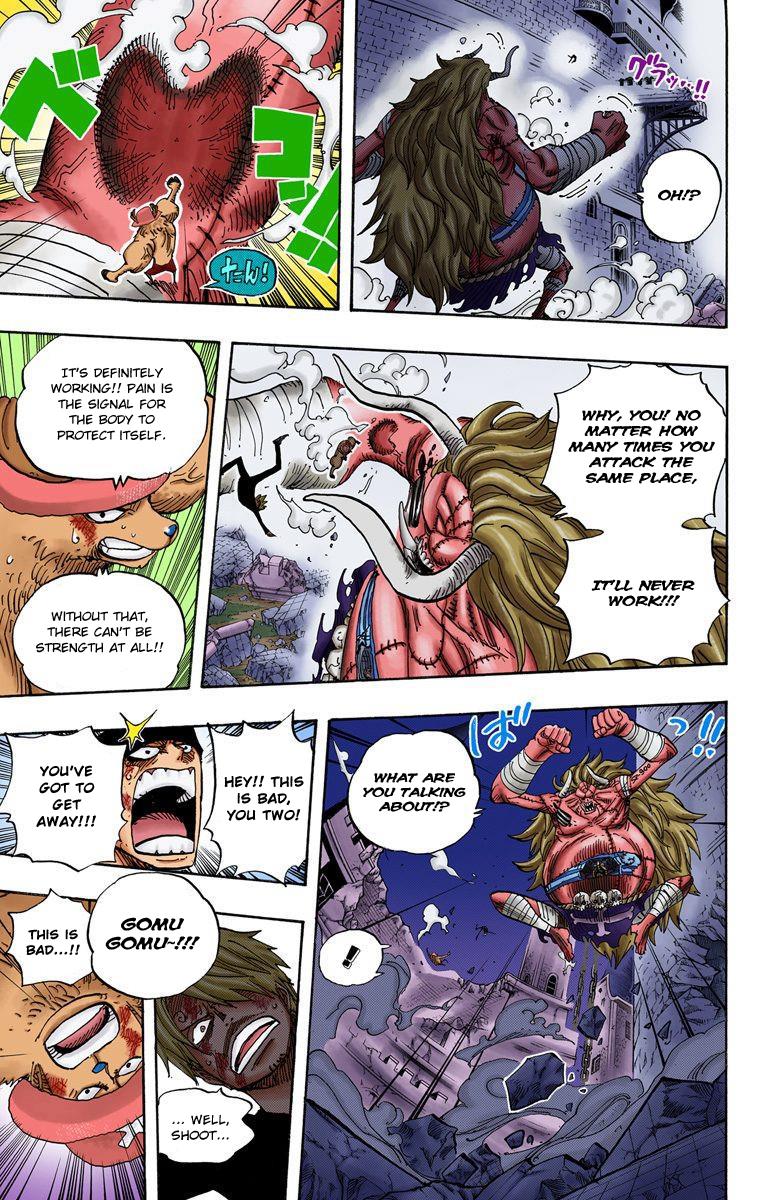 グラッ…!!
OH!?
ベコン!!
たん!
WHY, YOU! NO
MATTER HOW
MANY TIMES YOU
ATTACK THE
SAME PLACE,
IT'LL NEVER
WORK!!!
IT'S DEFINITELY
WORKING!! PAIN IS
THE SIGNAL FOR
THE BODY TO
PROTECT ITSELF.
WITHOUT THAT,
THERE CAN'T BE
STRENGTH AT ALL!!
ばっ!!
WHAT ARE
YOU TALKING
ABOUT!?
!
HEY!! THIS
IS BAD,
YOU TWO!
YOU'VE
GOT TO
GET
AWAY!!!
GOMU
GOMU~!!!
... WELL,
SHOOT...
THIS IS
BAD...!!